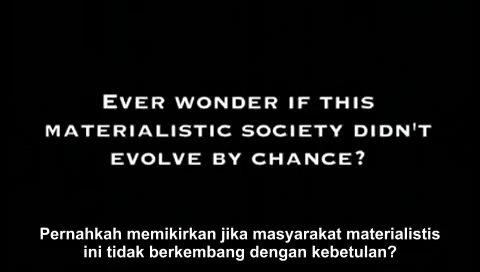 EVER WONDER IF THIS
MATERIALISTIC SOCIETY DIDN'T
EVOLVE BY CHANCE?
Pernahkah memikirkan jika masyarakat materialistis
ini tidak berkembang dengan kebetulan?